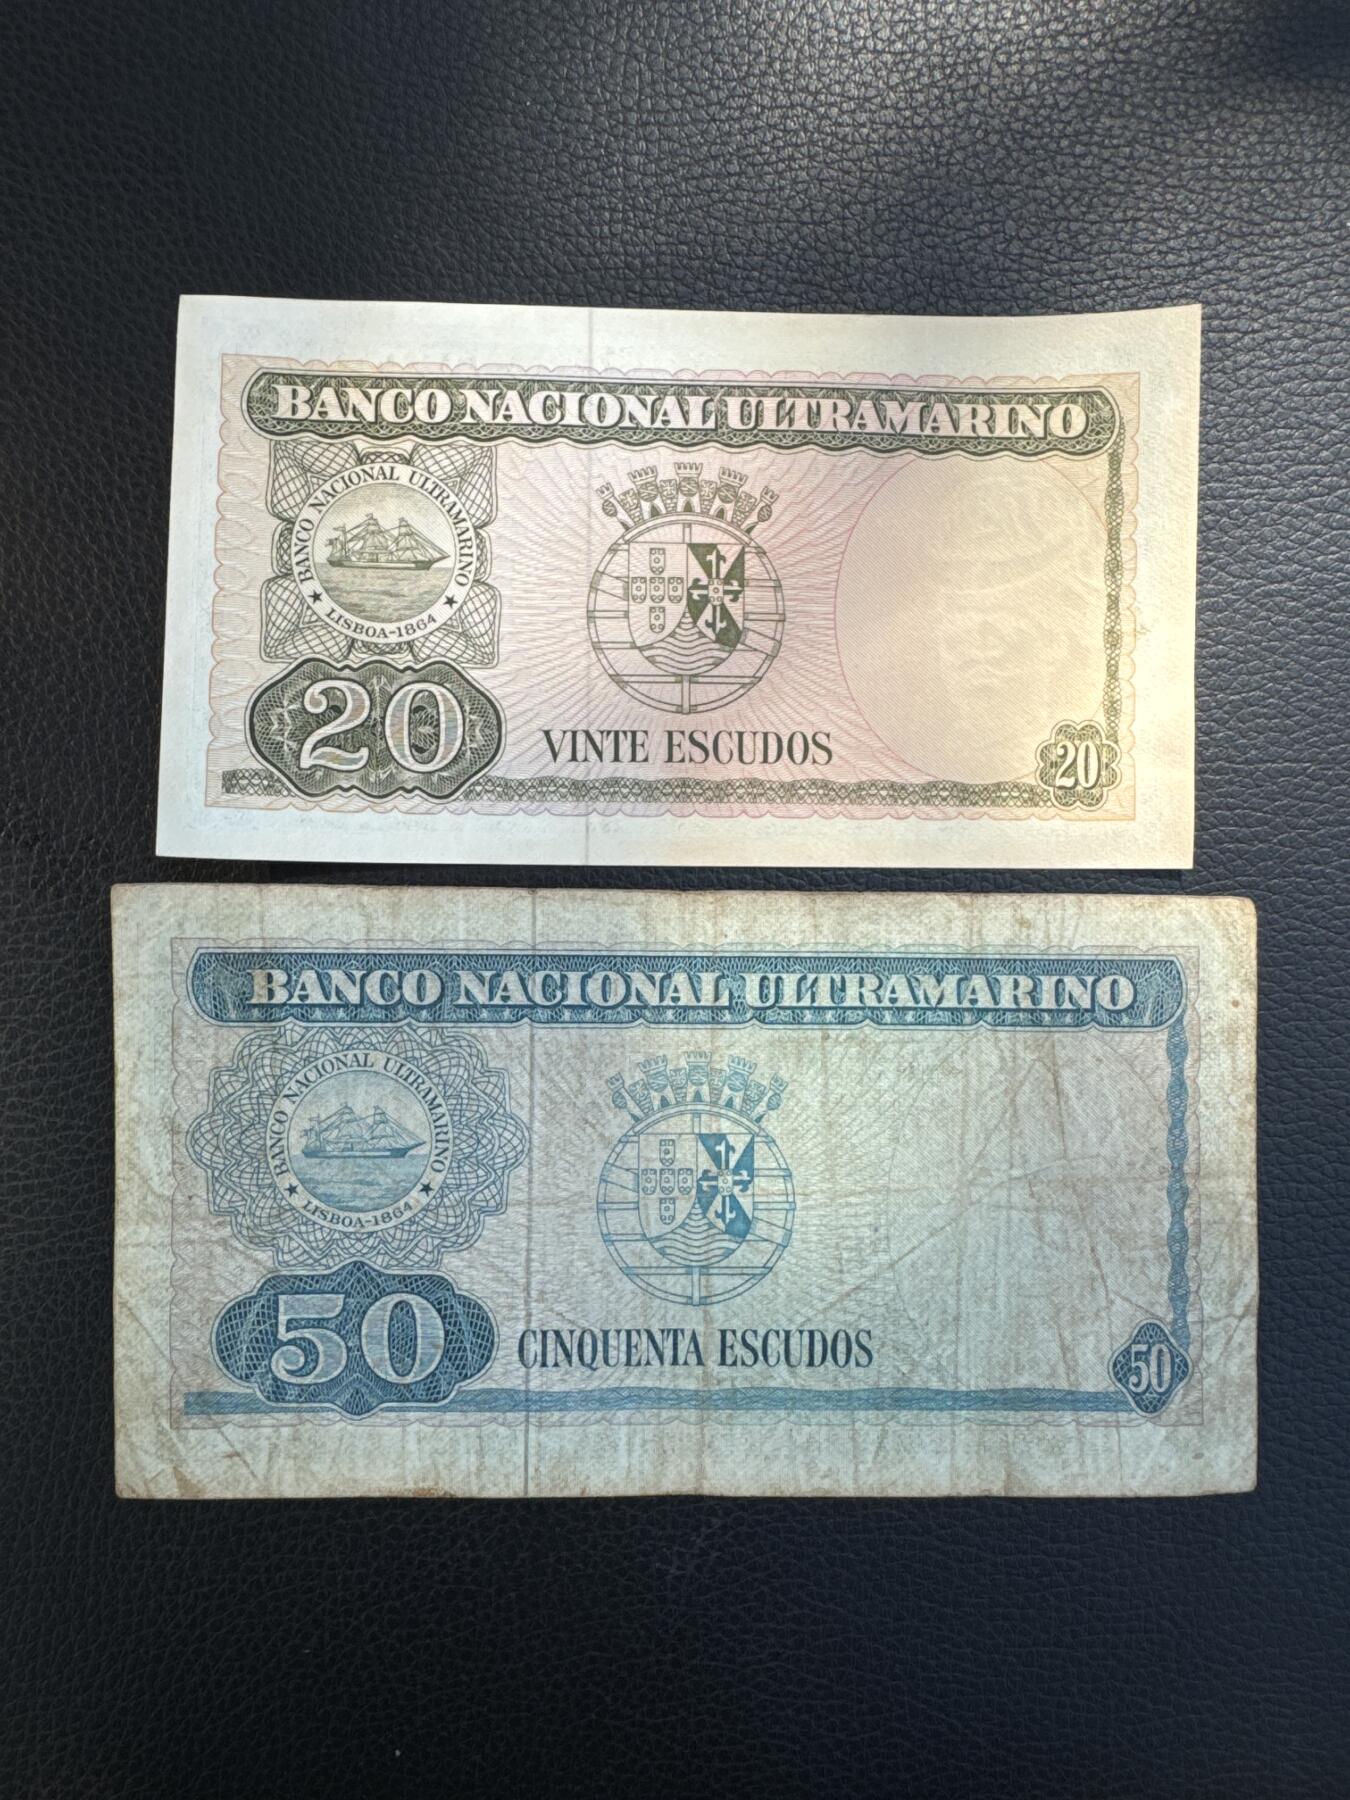 BANCO NACIONAL ULTRAMARINO
BANCO NACIONAL ULTRAMARINO
★ LISBOA-1864 ★
20
VINTE ESCUDOS
20
BANCO NACIONAL ULTRAMARINO
BANCO NACIONAL ULTRAMARINO
★ LISBOA-1864 ★
50
CINQUENTA ESCUDOS
50